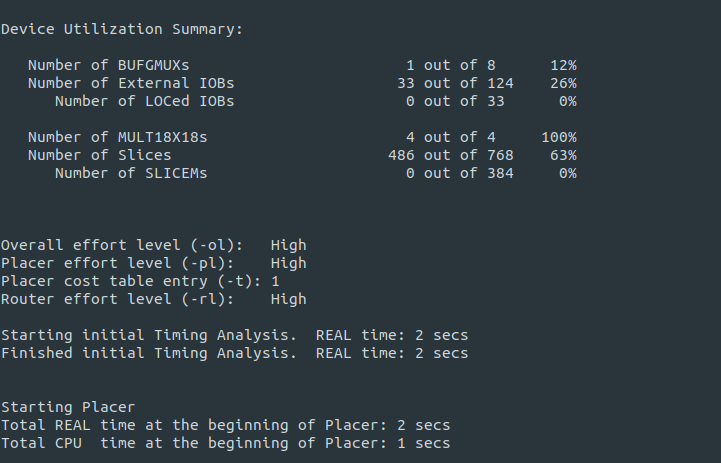 Device Utilization Summary:
Number of BUFGMUXs 1 out of 8 12%
Number of External IOBs 33 out of 124 26%
Number of LOCed IOBs 0 out of 33 0%
Number of MULT18X18s 4 out of 4 100%
Number of Slices 486 out of 768 63%
Number of SLICEMs 0 out of 384 0%
Overall effort level (-ol): High
Placer effort level (-pl): High
Placer cost table entry (-t): 1
Router effort level (-rl): High
Starting initial Timing Analysis. REAL time: 2 secs
Finished initial Timing Analysis. REAL time: 2 secs
Starting Placer
Total REAL time at the beginning of Placer: 2 secs
Total CPU time at the beginning of Placer: 1 secs